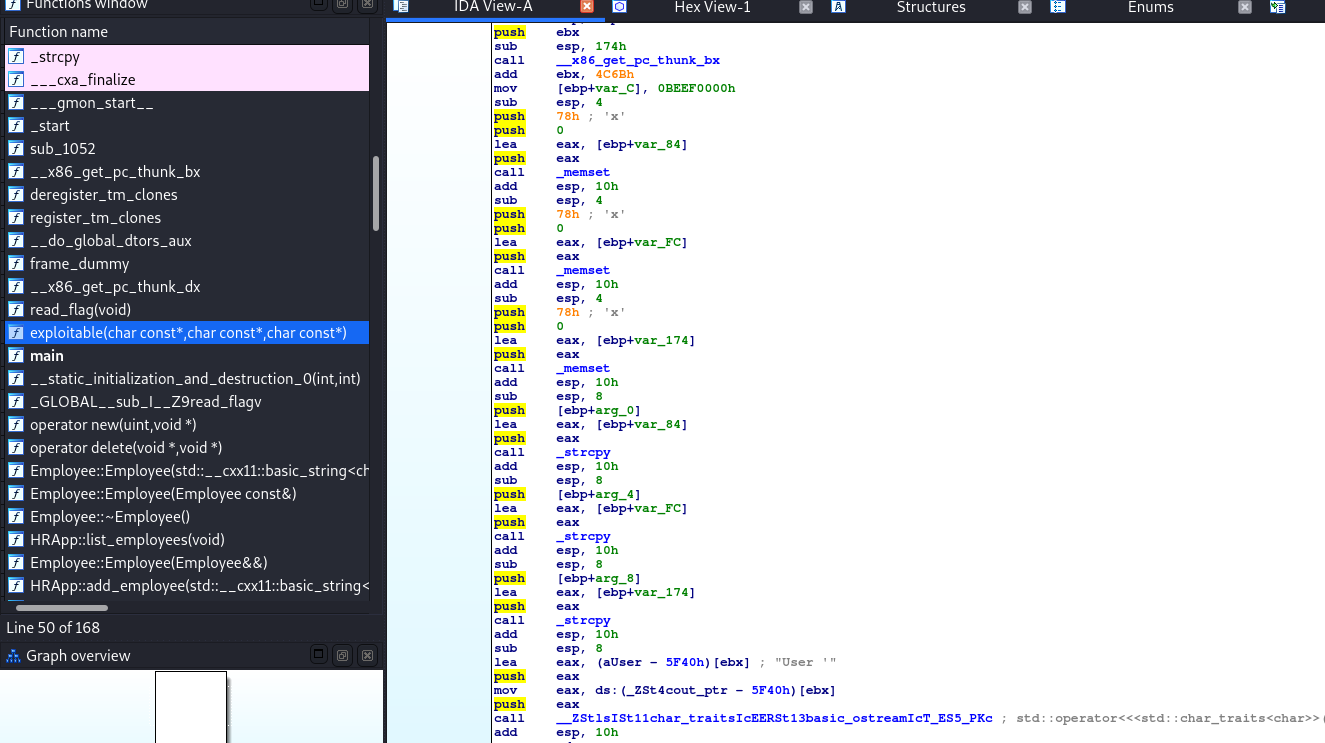 Functions window
Function name
_strcpy
___cxa_finalize
___gmon_start__
_start
sub_1052
__x86_get_pc_thunk_bx
deregister_tm_clones
register_tm_clones
__do_global_dtors_aux
frame_dummy
__x86_get_pc_thunk_dx
read_flag(void)
exploitable(char const*,char const*,char const*)
main
__static_initialization_and_destruction_0(int,int)
_GLOBAL__sub_I__Z9read_flagv
operator new(uint,void *)
operator delete(void *,void *)
Employee::Employee(std::__cxx11::basic_string<ch
Employee::Employee(Employee const&)
Employee::~Employee()
HRApp::list_employees(void)
Employee::Employee(Employee&&)
HRApp::add_employee(std::__cxx11::basic_string<
Line 50 of 168
Graph overview
IDA View-A Hex View-1 Structures Enums
push ebx
sub esp, 174h
call __x86_get_pc_thunk_bx
add ebx, 4C6Bh
mov [ebp+var_C], 0BEEF0000h
sub esp, 4
push 78h ; 'x'
push 0
lea eax, [ebp+var_84]
push eax
call _memset
add esp, 10h
sub esp, 4
push 78h ; 'x'
push 0
lea eax, [ebp+var_FC]
push eax
call _memset
add esp, 10h
sub esp, 4
push 78h ; 'x'
push 0
lea eax, [ebp+var_174]
push eax
call _memset
add esp, 10h
sub esp, 8
push [ebp+arg_0]
lea eax, [ebp+var_84]
push eax
call _strcpy
add esp, 10h
sub esp, 8
push [ebp+arg_4]
lea eax, [ebp+var_FC]
push eax
call _strcpy
add esp, 10h
sub esp, 8
push [ebp+arg_8]
lea eax, [ebp+var_174]
push eax
call _strcpy
add esp, 10h
sub esp, 8
lea eax, (aUser - 5F40h)[ebx] ; "User '"
push eax
mov eax, ds:(_ZSt4cout_ptr - 5F40h)[ebx]
push eax
call __ZStlsISt11char_traitsIcEERSt13basic_ostreamIcT_ES5_PKc ; std::operator<<<std::char_traits<char>>(
add esp, 10h